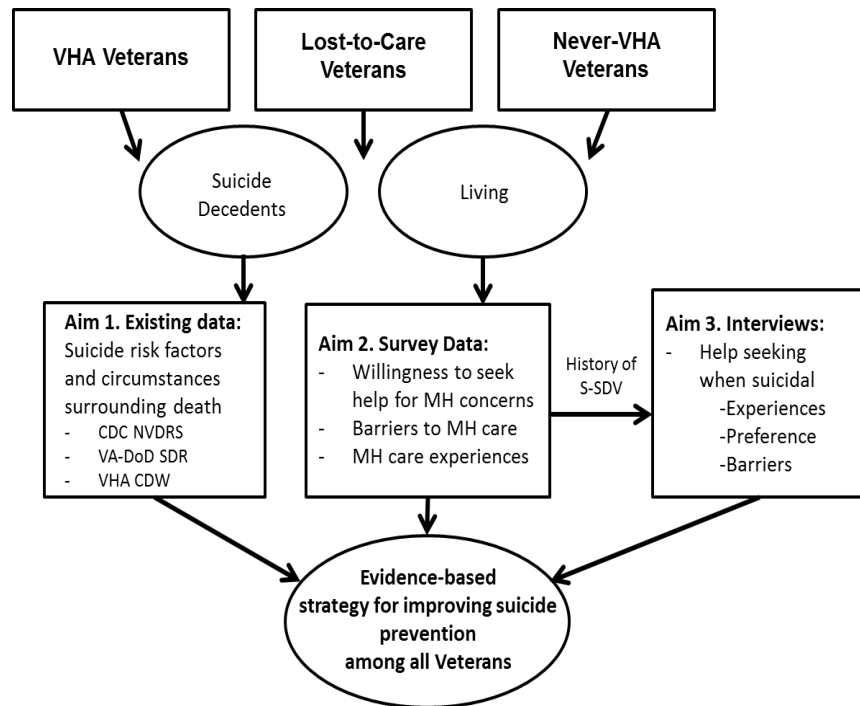 VHA Veterans
Lost-to-Care
Veterans
Never-VHA
Veterans
Suicide
Decedents
Living
Aim 1. Existing data:
Suicide risk factors
and circumstances
surrounding death
- CDC NVDRS
- VA-DoD SDR
- VHA CDW
Aim 2. Survey Data:
- Willingness to seek
help for MH concerns
- Barriers to MH care
- MH care experiences
History of
S-SDV
Aim 3. Interviews:
- Help seeking
when suicidal
-Experiences
-Preference
-Barriers
Evidence-based
strategy for improving suicide
prevention
among all Veterans